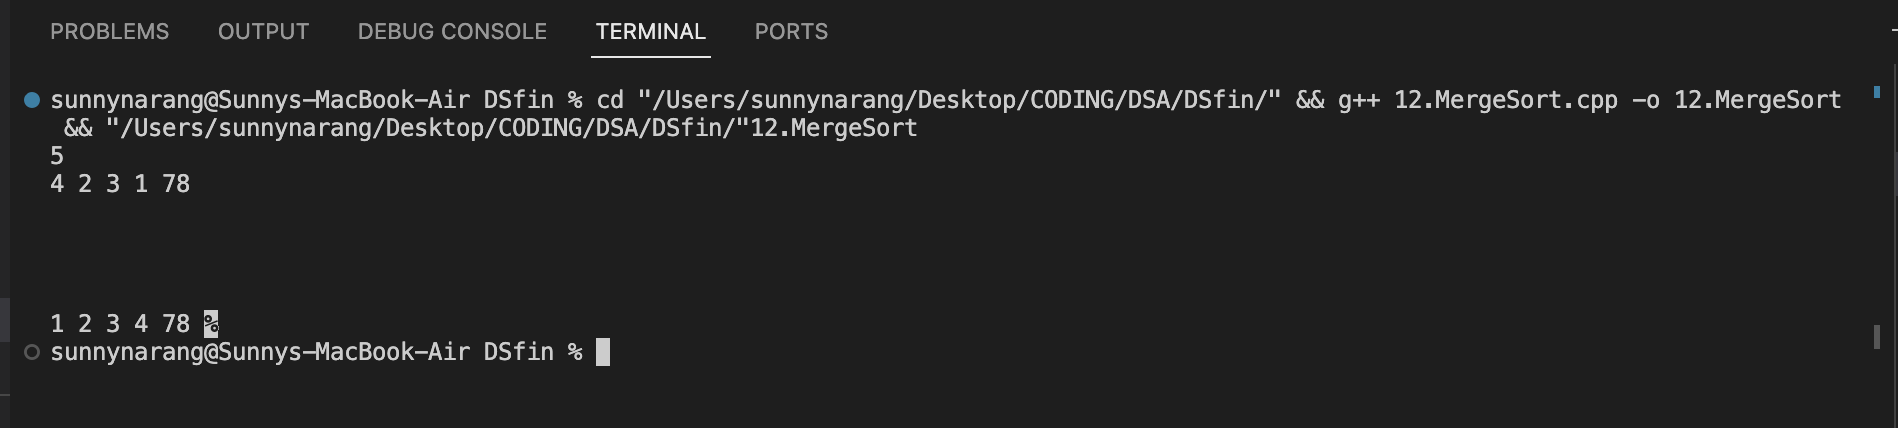 PROBLEMS OUTPUT DEBUG CONSOLE TERMINAL PORTS
sunnynarang@Sunnys-MacBook-Air DSfin % cd "/Users/sunnynarang/Desktop/CODING/DSA/DSfin/" && g++ 12.MergeSort.cpp -o 12.MergeSort
&& "/Users/sunnynarang/Desktop/CODING/DSA/DSfin/"12.MergeSort
5
4 2 3 1 78
1 2 3 4 78 %
sunnynarang@Sunnys-MacBook-Air DSfin %